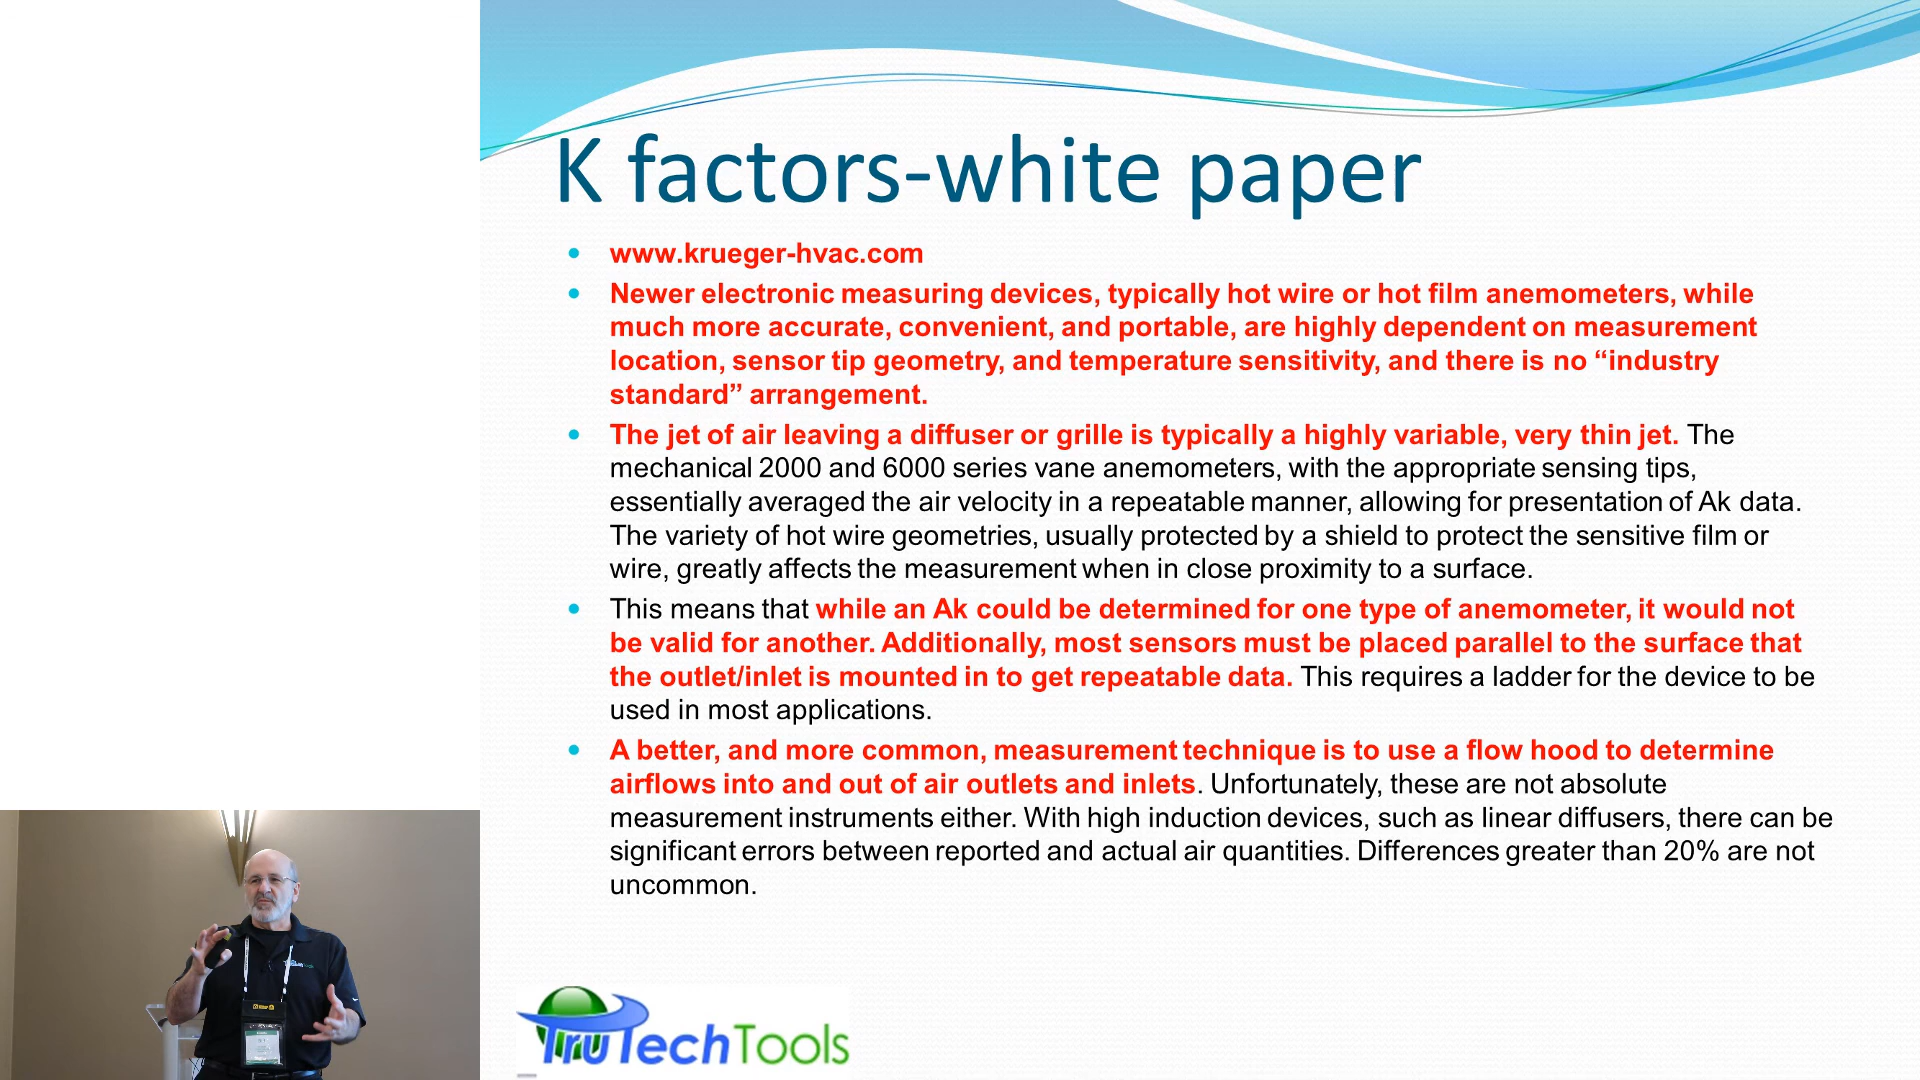 K factors-white paper
www.krueger-hvac.com
Newer electronic measuring devices, typically hot wire or hot film anemometers, while
much more accurate, convenient, and portable, are highly dependent on measurement
location, sensor tip geometry, and temperature sensitivity, and there is no “industry
standard” arrangement.
The jet of air leaving a diffuser or grille is typically a highly variable, very thin jet. The
mechanical 2000 and 6000 series vane anemometers, with the appropriate sensing tips,
essentially averaged the air velocity in a repeatable manner, allowing for presentation of Ak data.
The variety of hot wire geometries, usually protected by a shield to protect the sensitive film or
wire, greatly affects the measurement when in close proximity to a surface.
This means that while an Ak could be determined for one type of anemometer, it would not
be valid for another. Additionally, most sensors must be placed parallel to the surface that
the outlet/inlet is mounted in to get repeatable data. This requires a ladder for the device to be
used in most applications.
A better, and more common, measurement technique is to use a flow hood to determine
airflows into and out of air outlets and inlets. Unfortunately, these are not absolute
measurement instruments either. With high induction devices, such as linear diffusers, there can be
significant errors between reported and actual air quantities. Differences greater than 20% are not
uncommon.
TruTechTools